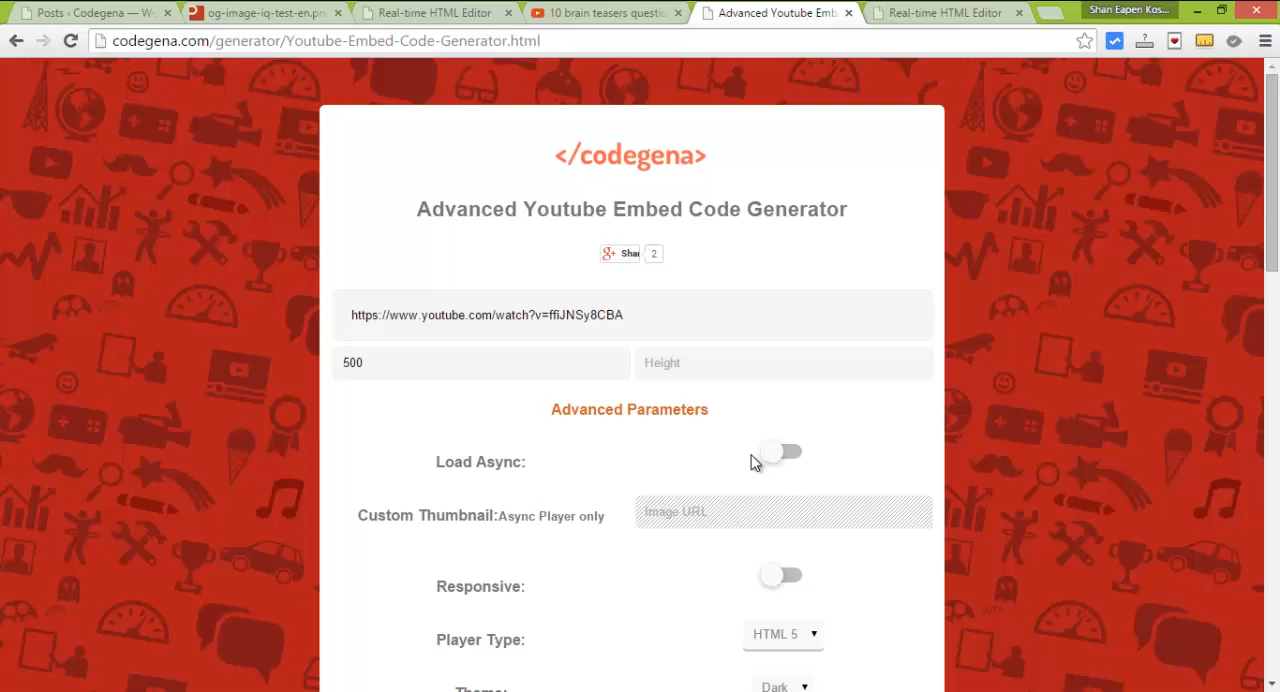 Posts ‹ Codegena — W
og-image-iq-test-en.pn
Real-time HTML Editor
10 brain teasers questi
Advanced Youtube Emb
Real-time HTML Editor
Shan Eapen Kos...
codegena.com/generator/Youtube-Embed-Code-Generator.html
</codegena>
Advanced Youtube Embed Code Generator
Shar 2
https://www.youtube.com/watch?v=ffiJNSy8CBA
500 Height
Advanced Parameters
Load Async:
Custom Thumbnail:Async Player only Image URL
Responsive:
Player Type: HTML 5
Theme: Dark